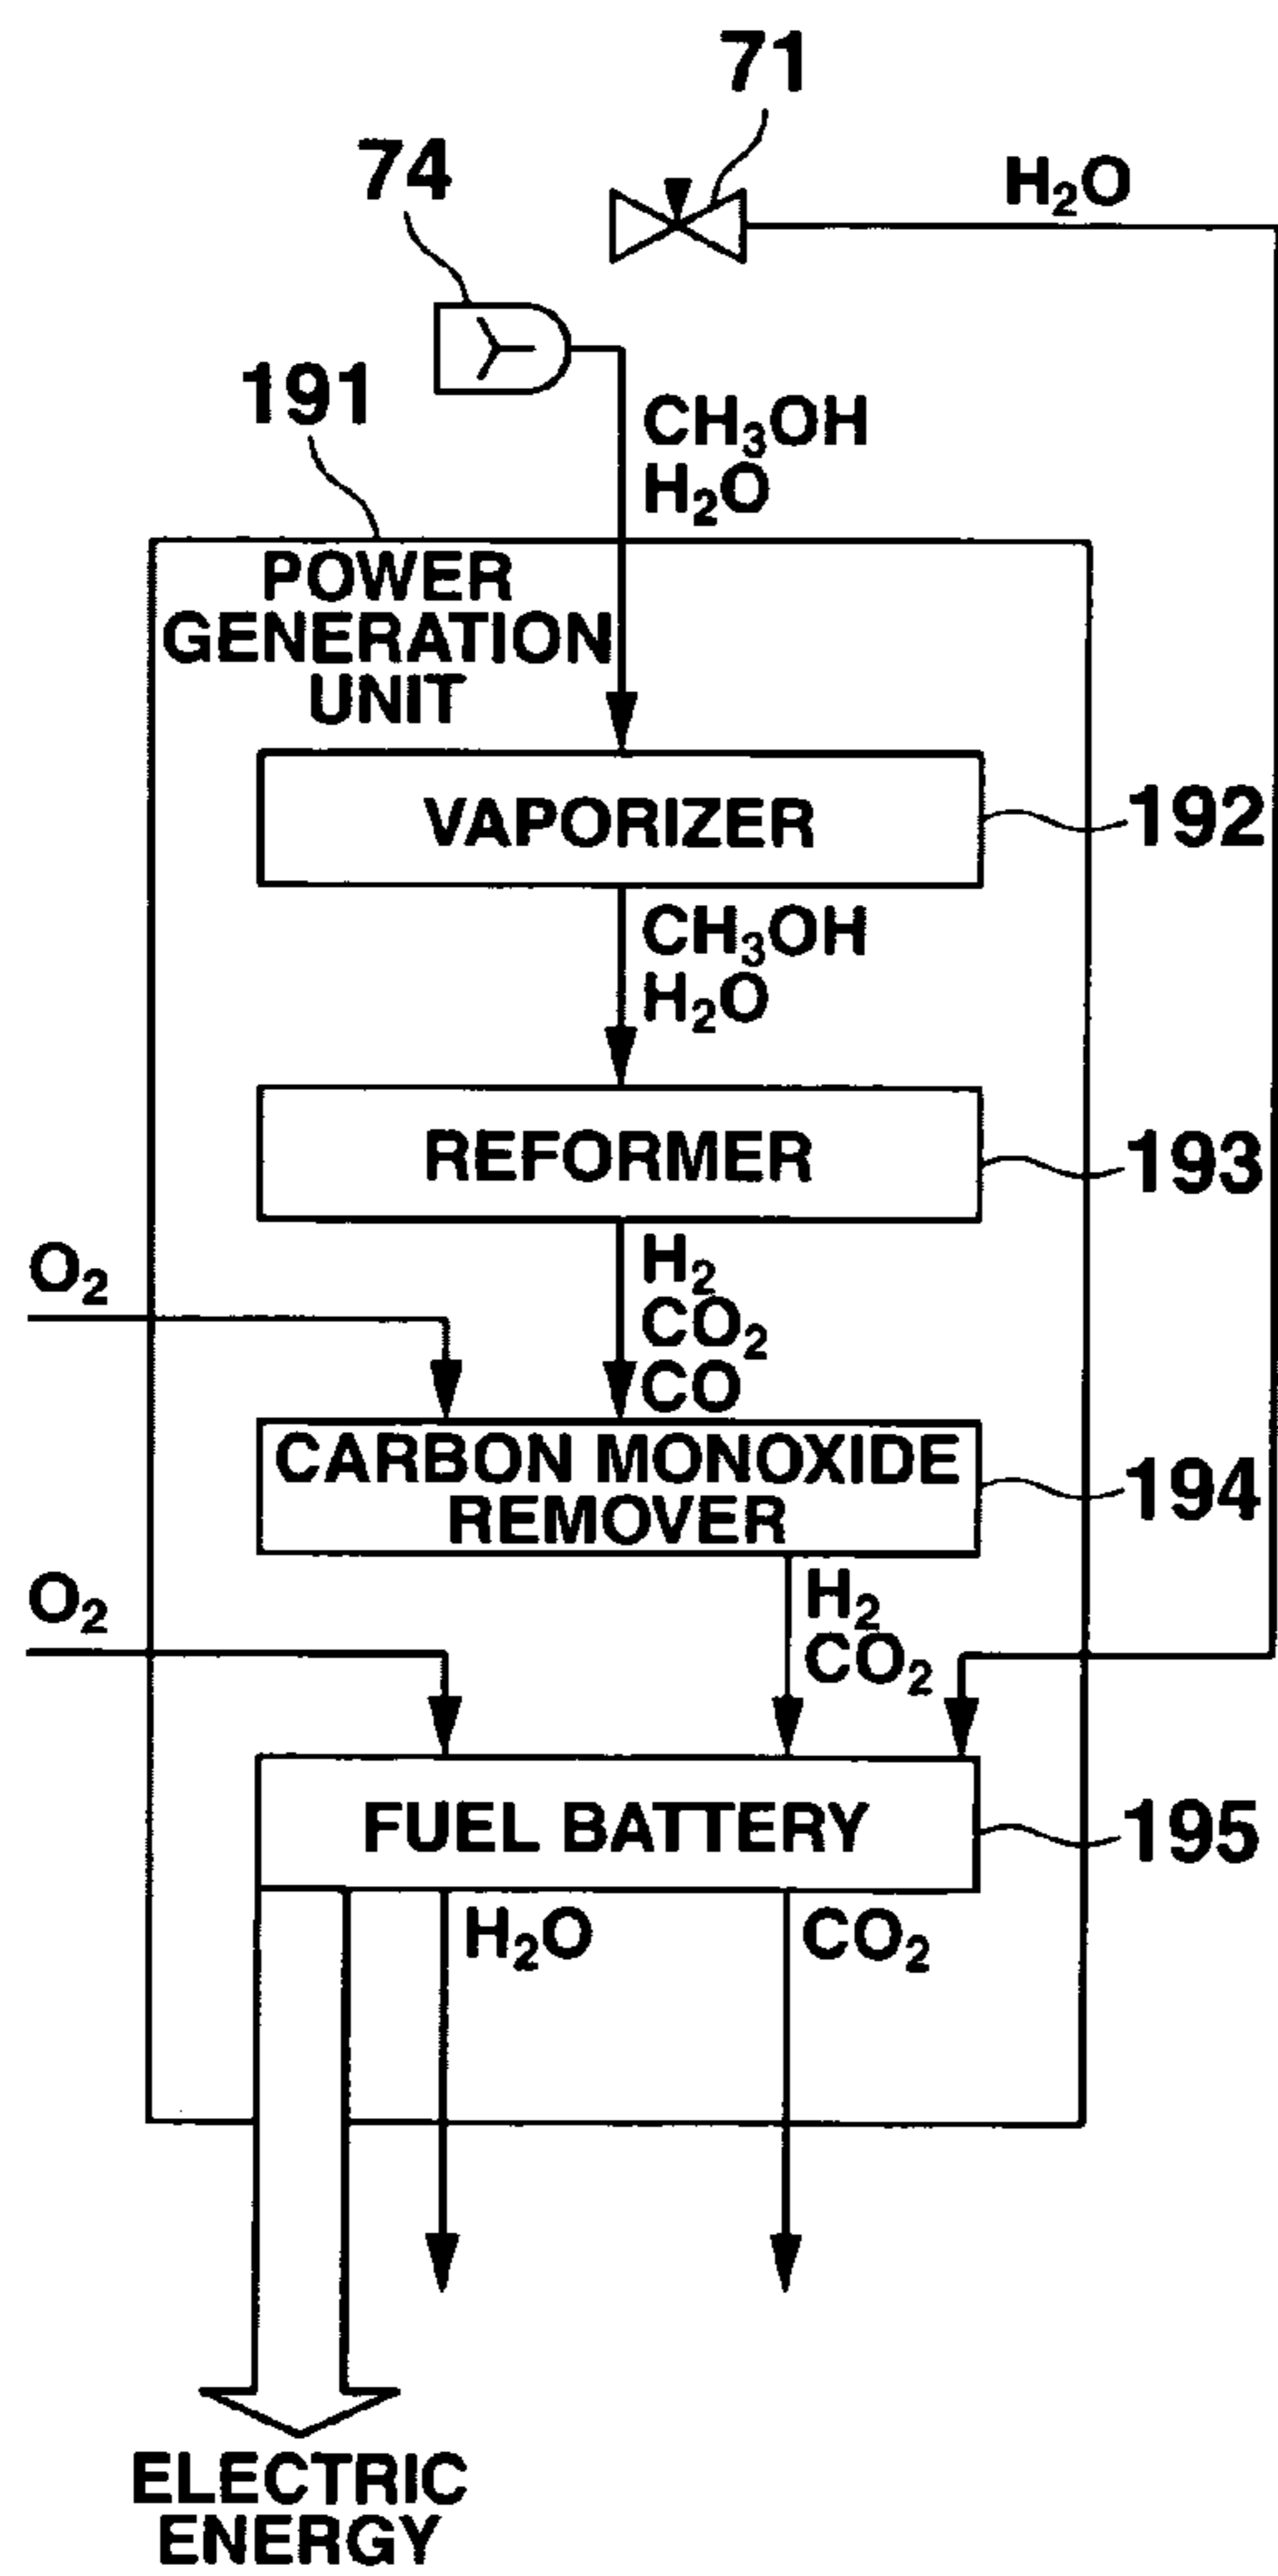 71
74
H₂O
191
CH₃OH
H₂O
POWER
GENERATION
UNIT
VAPORIZER
192
CH₃OH
H₂O
REFORMER
193
O₂
H₂
CO₂
CO
CARBON MONOXIDE
REMOVER
194
O₂
H₂
CO₂
FUEL BATTERY
195
H₂O
CO₂
ELECTRIC
ENERGY